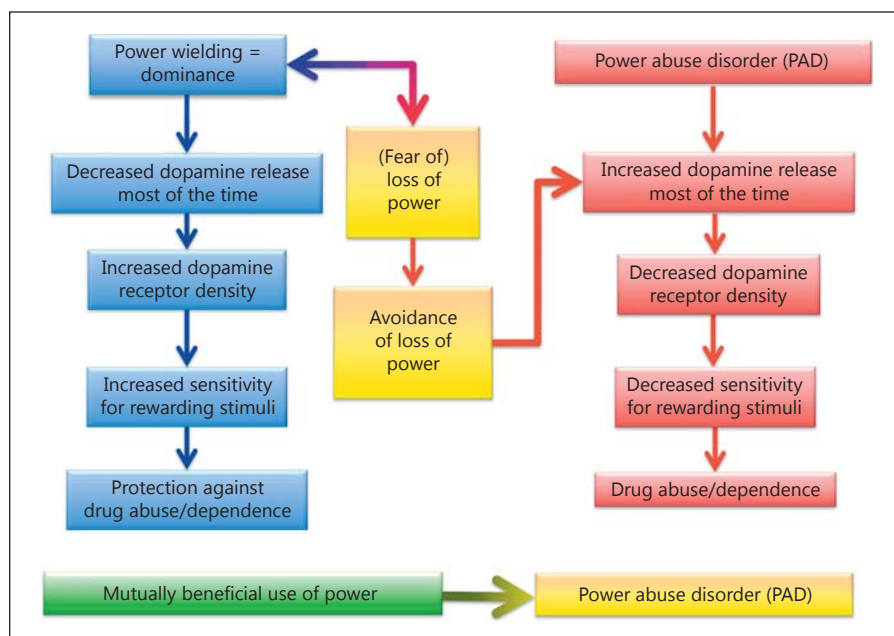 Power wielding =
dominance
Decreased dopamine release
most of the time
Increased dopamine
receptor density
Increased sensitivity
for rewarding stimuli
Protection against
drug abuse/dependence
(Fear of)
loss of
power
Avoidance
of loss of
power
Power abuse disorder (PAD)
Increased dopamine release
most of the time
Decreased dopamine
receptor density
Decreased sensitivity
for rewarding stimuli
Drug abuse/dependence
Mutually beneficial use of power
Power abuse disorder (PAD)